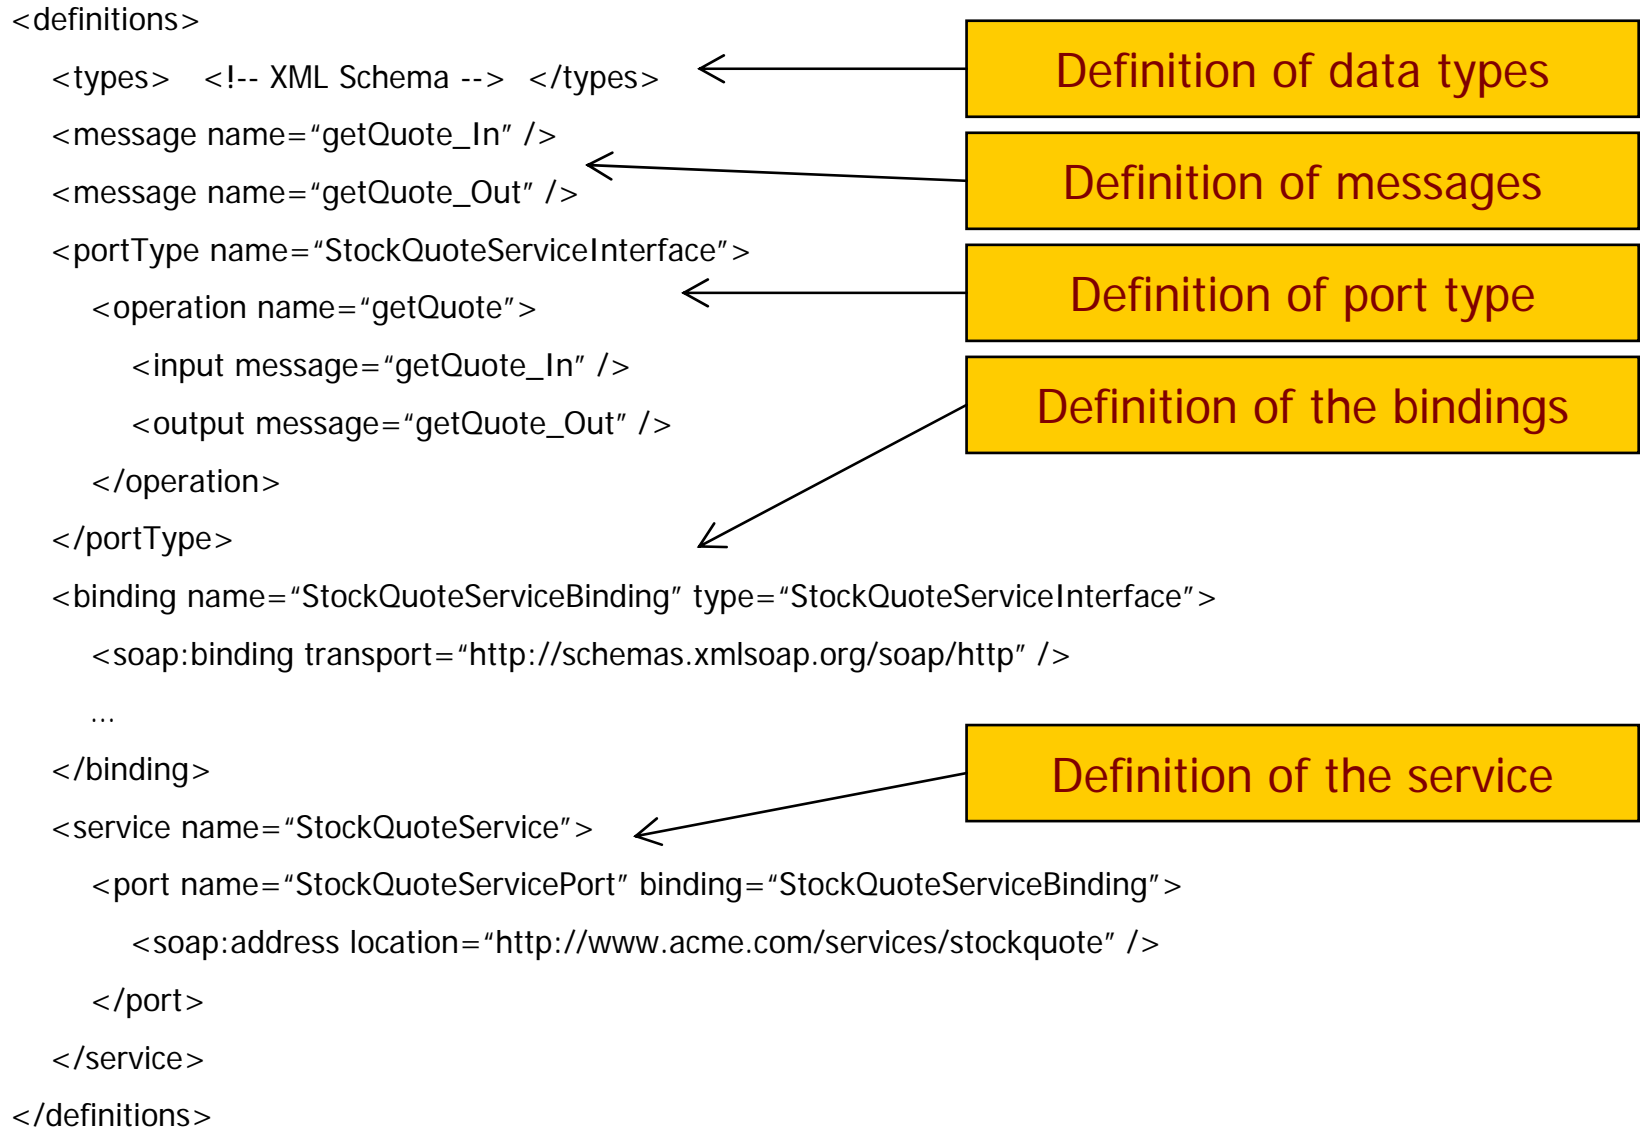 <definitions>
<types> <!-- XML Schema --> </types>
Definition of data types
<message name=“getQuote_In” />
<message name=“getQuote_Out” />
Definition of messages
<portType name=“StockQuoteServiceInterface”>
<operation name=“getQuote”>
Definition of port type
<input message=“getQuote_In” />
<output message=“getQuote_Out” />
Definition of the bindings
</operation>
</portType>
<binding name=“StockQuoteServiceBinding” type=“StockQuoteServiceInterface”>
<soap:binding transport=“http://schemas.xmlsoap.org/soap/http” />
…
</binding>
Definition of the service
<service name=“StockQuoteService”>
<port name=“StockQuoteServicePort” binding=“StockQuoteServiceBinding”>
<soap:address location=“http://www.acme.com/services/stockquote” />
</port>
</service>
</definitions>